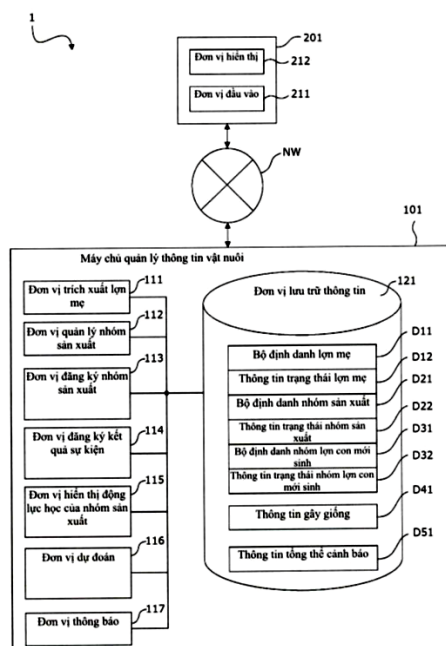 1
201
Đơn vị hiển thị
212
Đơn vị đầu vào
211
NW
101
Máy chủ quản lý thông tin vật nuôi
111
Đơn vị trích xuất lợn
mẹ
112
Đơn vị quản lý nhóm
sản xuất
113
Đơn vị đăng ký nhóm
sản xuất
114
Đơn vị đăng ký kết
quả sự kiện
115
Đơn vị hiển thị động
lực học của nhóm sản
xuất
116
Đơn vị dự đoán
117
Đơn vị thông báo
121
Đơn vị lưu trữ thông tin
D11
Bộ định danh lợn mẹ
D12
Thông tin trạng thái lợn mẹ
D21
Bộ định danh nhóm sản xuất
D22
Thông tin trạng thái nhóm sản
xuất
D31
Bộ định danh nhóm lợn con mới
sinh
D32
Thông tin trạng thái nhóm lợn con
mới sinh
D41
Thông tin gây giống
D51
Thông tin tổng thể cảnh báo